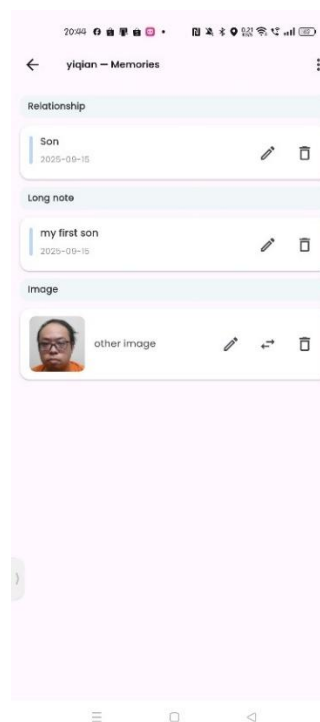 20:44
yiqian — Memories
Relationship
Son
2025-09-15
Long note
my first son
2025-09-15
Image
other image